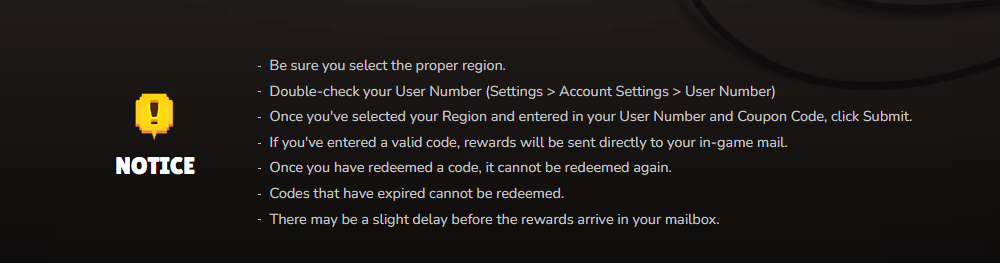 - Be sure you select the proper region.
- Double-check your User Number (Settings > Account Settings > User Number)
- Once you've selected your Region and entered in your User Number and Coupon Code, click Submit.
- If you've entered a valid code, rewards will be sent directly to your in-game mail.
- Once you have redeemed a code, it cannot be redeemed again.
- Codes that have expired cannot be redeemed.
- There may be a slight delay before the rewards arrive in your mailbox.
!
NOTICE